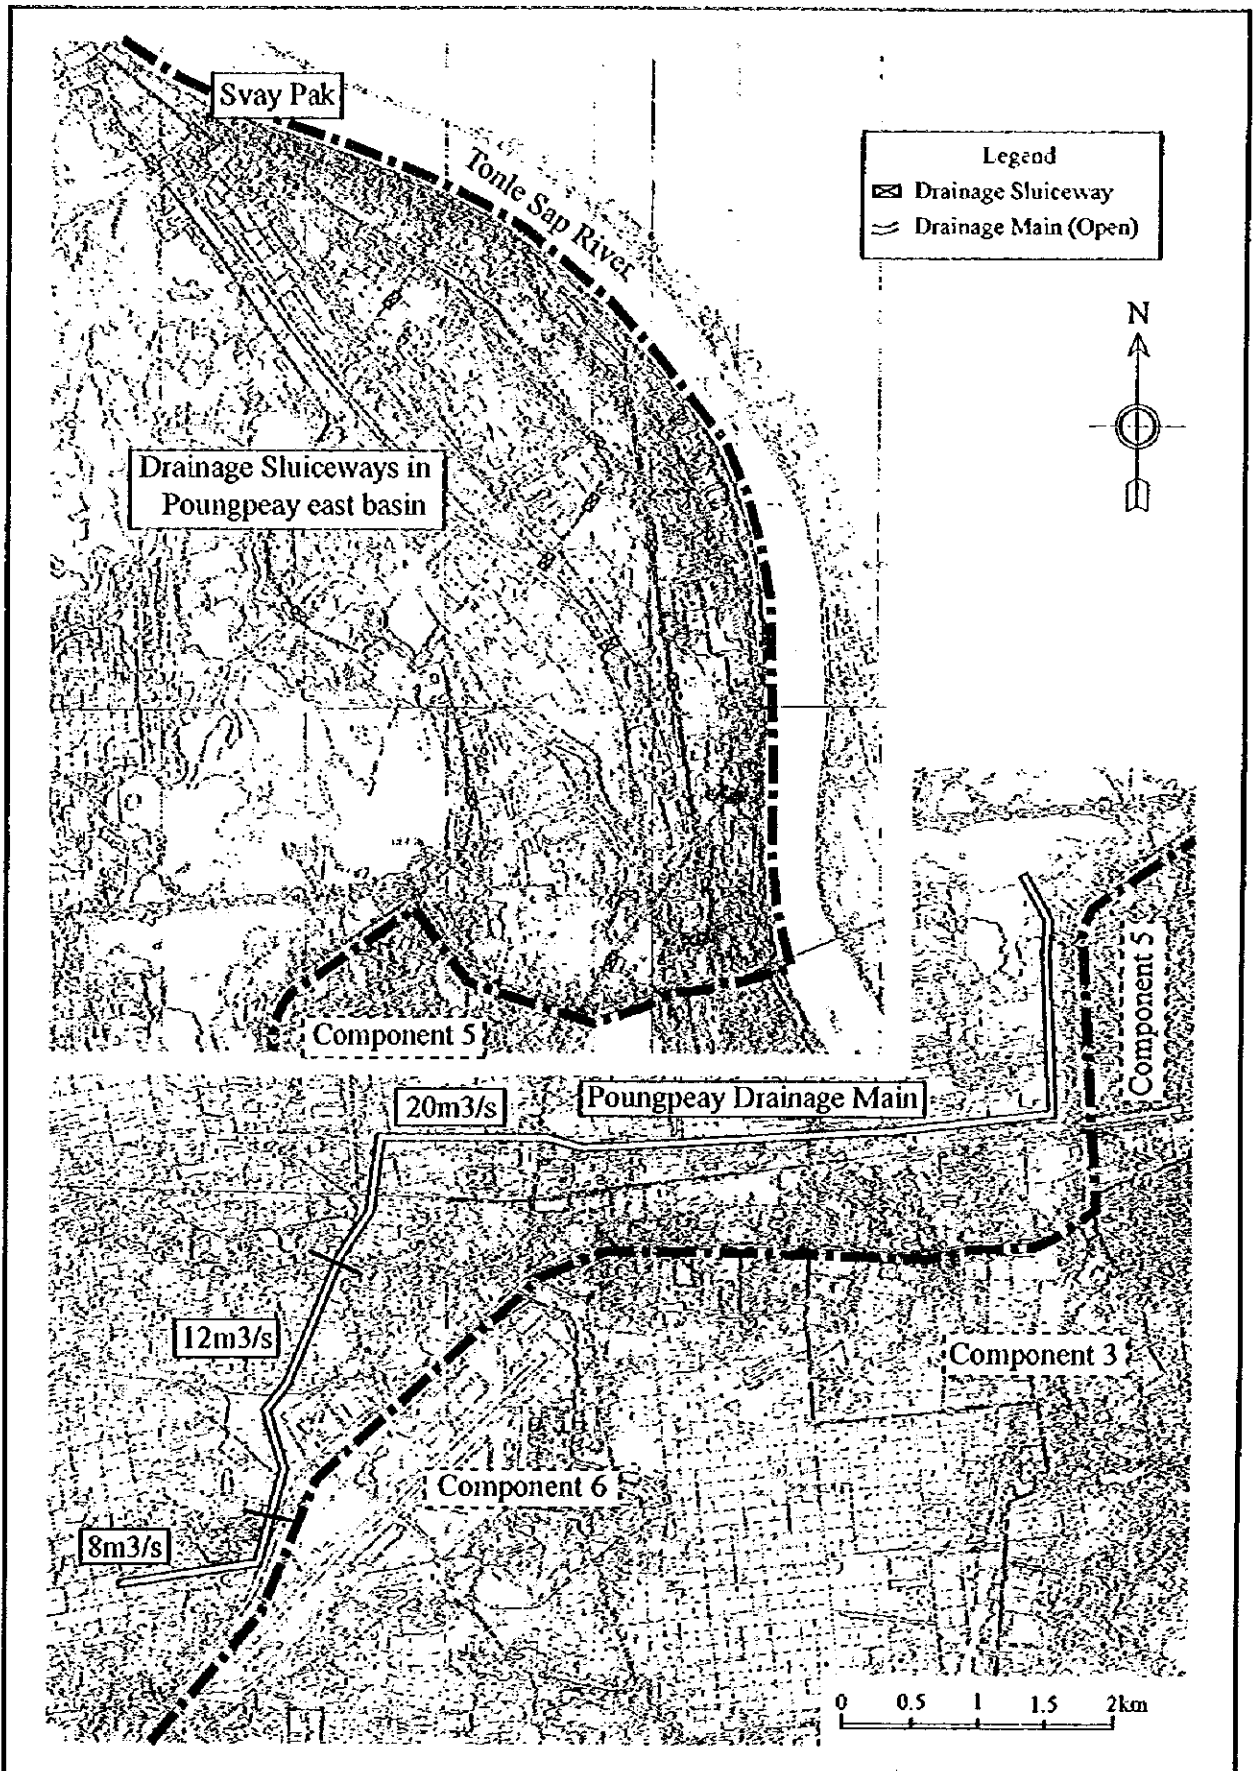 Svay Pak
Tonle Sap River
Legend
Drainage Sluiceway
Drainage Main (Open)
N
Drainage Sluiceways in
Poungpeay east basin
Component 5
Component 5
20m3/s
Poungpeay Drainage Main
12m3/s
Component 3
Component 6
8m3/s
0 0.5 1 1.5 2km